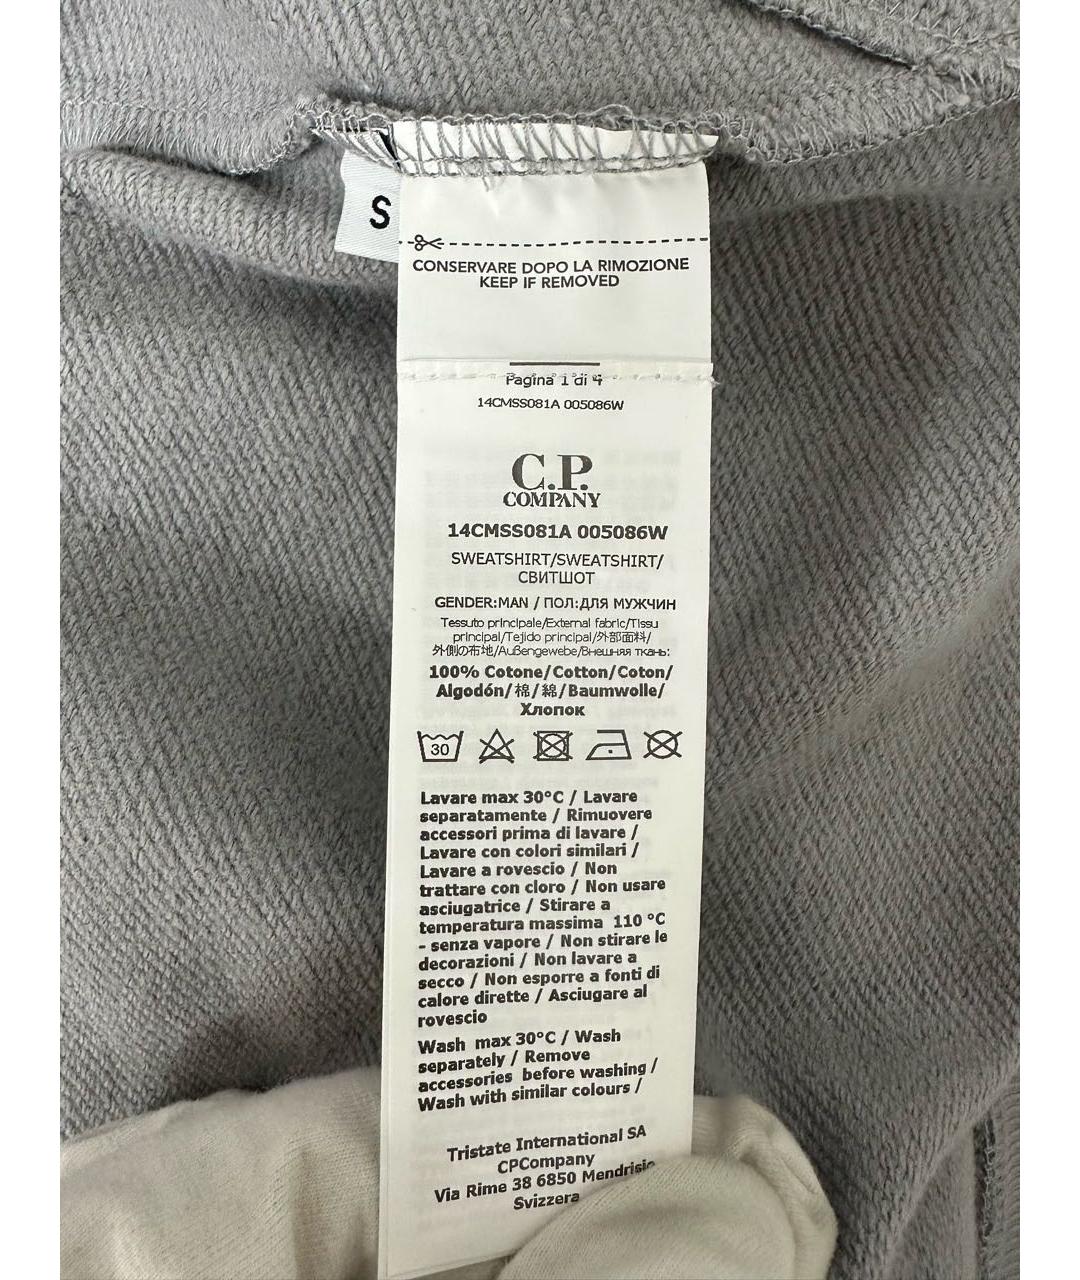 S
CONSERVARE DOPO LA RIMOZIONE
KEEP IF REMOVED
Pagina 1 di 4
14CMSS081A 005086W
C.P.
COMPANY
14CMSS081A 005086W
SWEATSHIRT/SWEATSHIRT/
СВИТШОТ
GENDER:MAN / ПОЛ:ДЛЯ МУЖЧИН
Tessuto principale/External fabric/Tissu
principal/Tejido principal/外部面料/
外側の布地/Außengewebe/Внешняя ткань:
100% Cotone/Cotton/Coton/
Algodón/棉/綿/Baumwolle/
Хлопок
30
Lavare max 30°C / Lavare
separatamente / Rimuovere
accessori prima di lavare /
Lavare con colori similari /
Lavare a rovescio / Non
trattare con cloro / Non usare
asciugatrice / Stirare a
temperatura massima 110 °C
- senza vapore / Non stirare le
decorazioni / Non lavare a
secco / Non esporre a fonti di
calore dirette / Asciugare al
rovescio
Wash max 30°C / Wash
separately / Remove
accessories before washing /
Wash with similar colours /
Tristate International SA
CPCompany
Via Rime 38 6850 Mendrisio
Svizzera